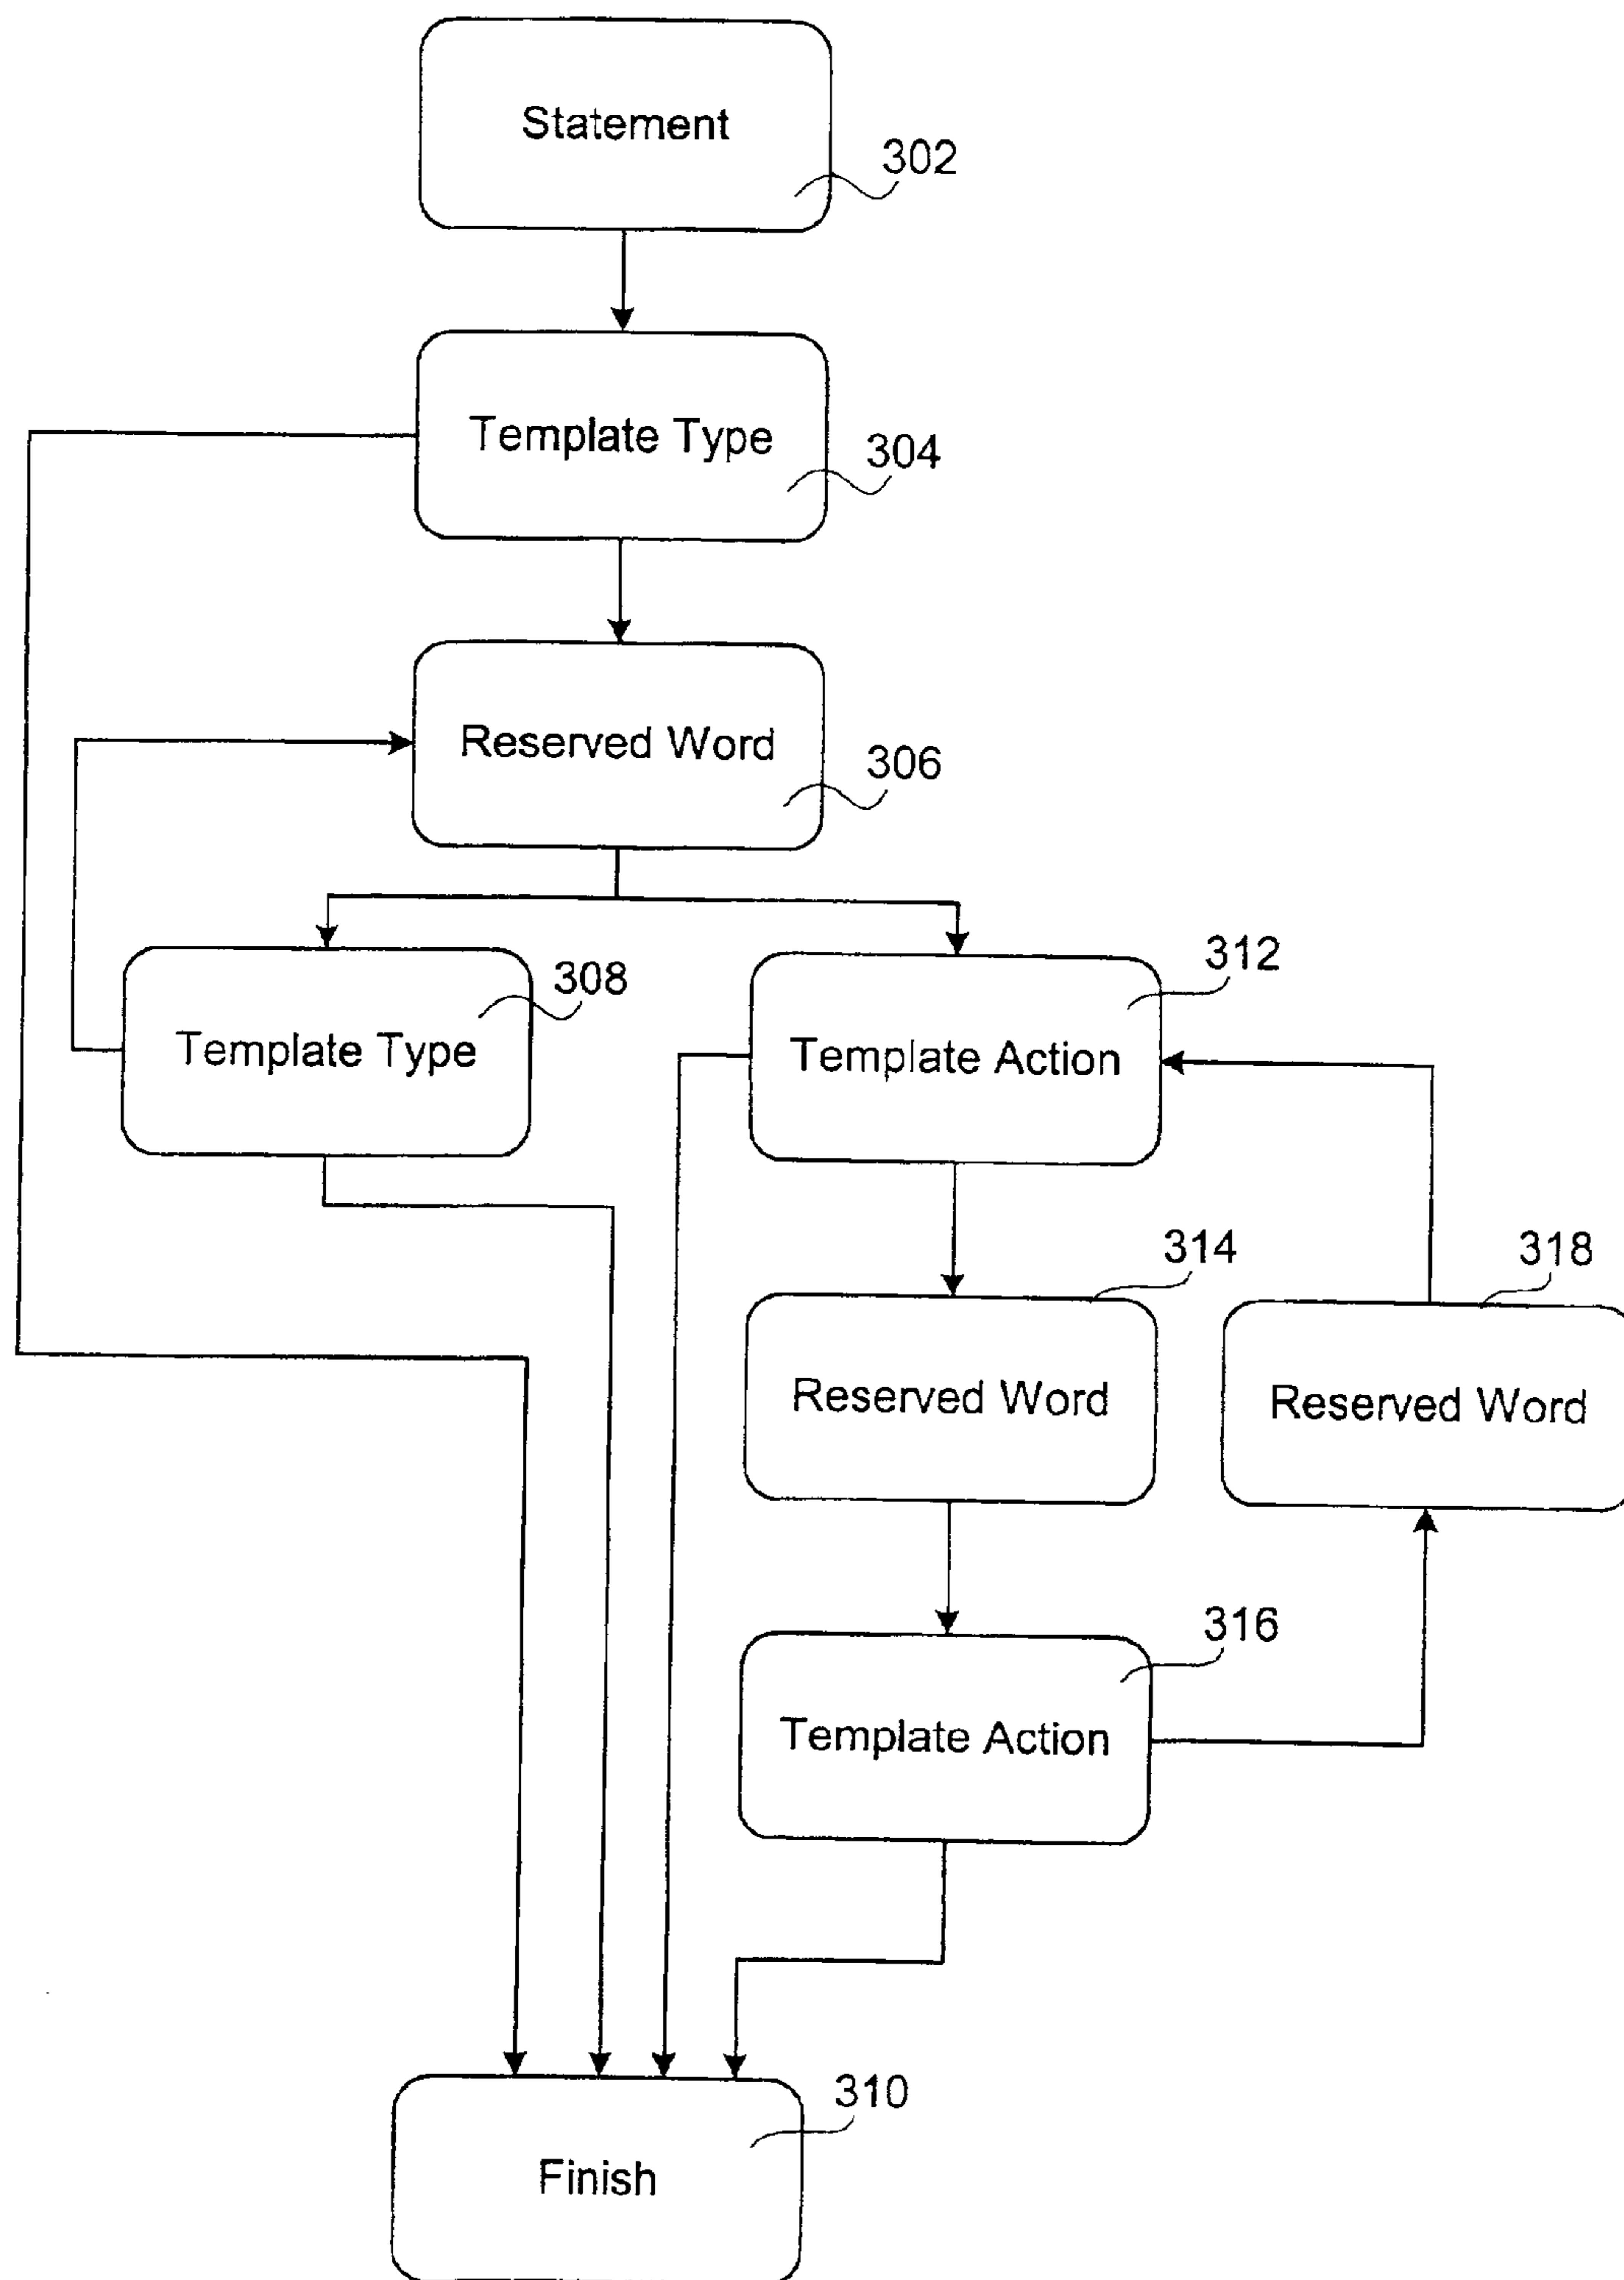 Statement
302
Template Type
304
Reserved Word
306
Template Type
308
Template Action
312
Reserved Word
314
Reserved Word
318
Template Action
316
Finish
310